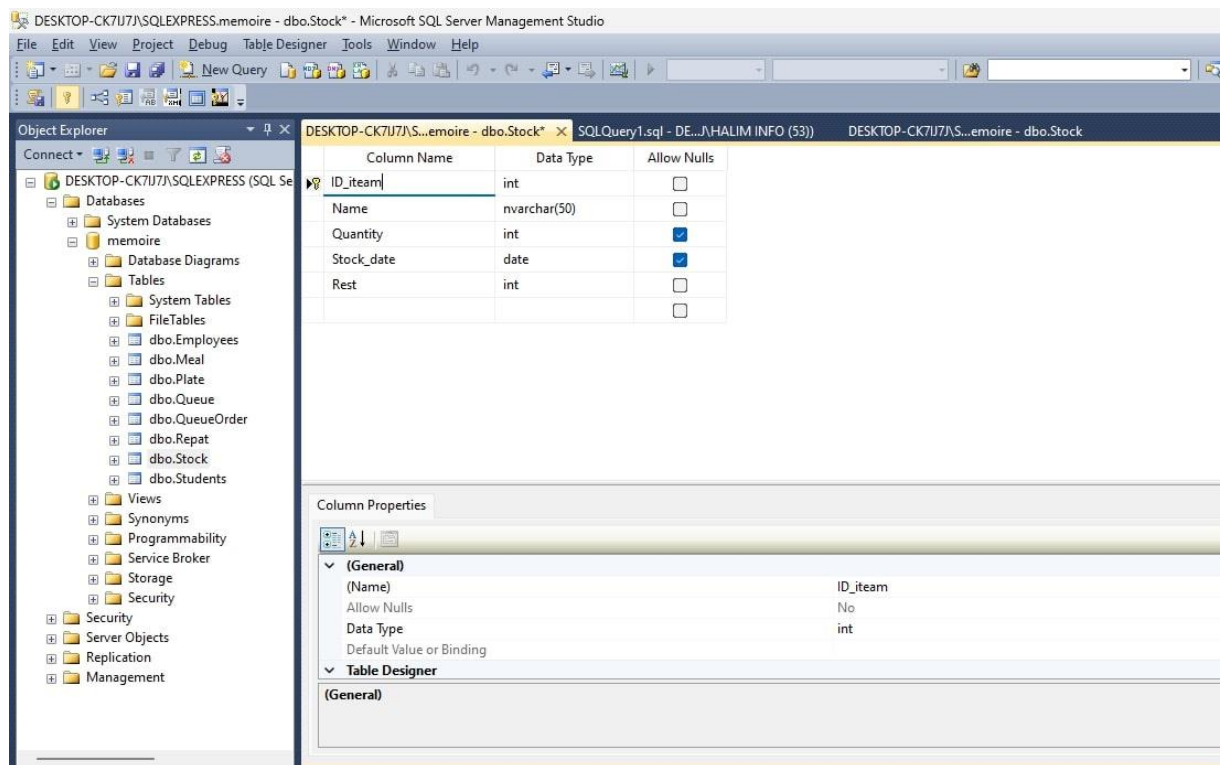 DESKTOP-CK7IJ7J\SQLEXPRESS.memoire - dbo.Stock* - Microsoft SQL Server Management Studio
File Edit View Project Debug Table Designer Tools Window Help
New Query
Object Explorer
Connect
DESKTOP-CK7IJ7J\SQLEXPRESS (SQL Se
Databases
System Databases
memoire
Database Diagrams
Tables
System Tables
FileTables
dbo.Employees
dbo.Meal
dbo.Plate
dbo.Queue
dbo.QueueOrder
dbo.Repat
dbo.Stock
dbo.Students
Views
Synonyms
Programmability
Service Broker
Storage
Security
Security
Server Objects
Replication
Management
DESKTOP-CK7IJ7J\S...emoire - dbo.Stock* SQLQuery1.sql - DE...J\HALIM INFO (53)) DESKTOP-CK7IJ7J\S...emoire - dbo.Stock
Column Name Data Type Allow Nulls
ID_iteam int
Name nvarchar(50)
Quantity int
Stock_date date
Rest int
Column Properties
(General)
(Name) ID_iteam
Allow Nulls No
Data Type int
Default Value or Binding
Table Designer
(General)